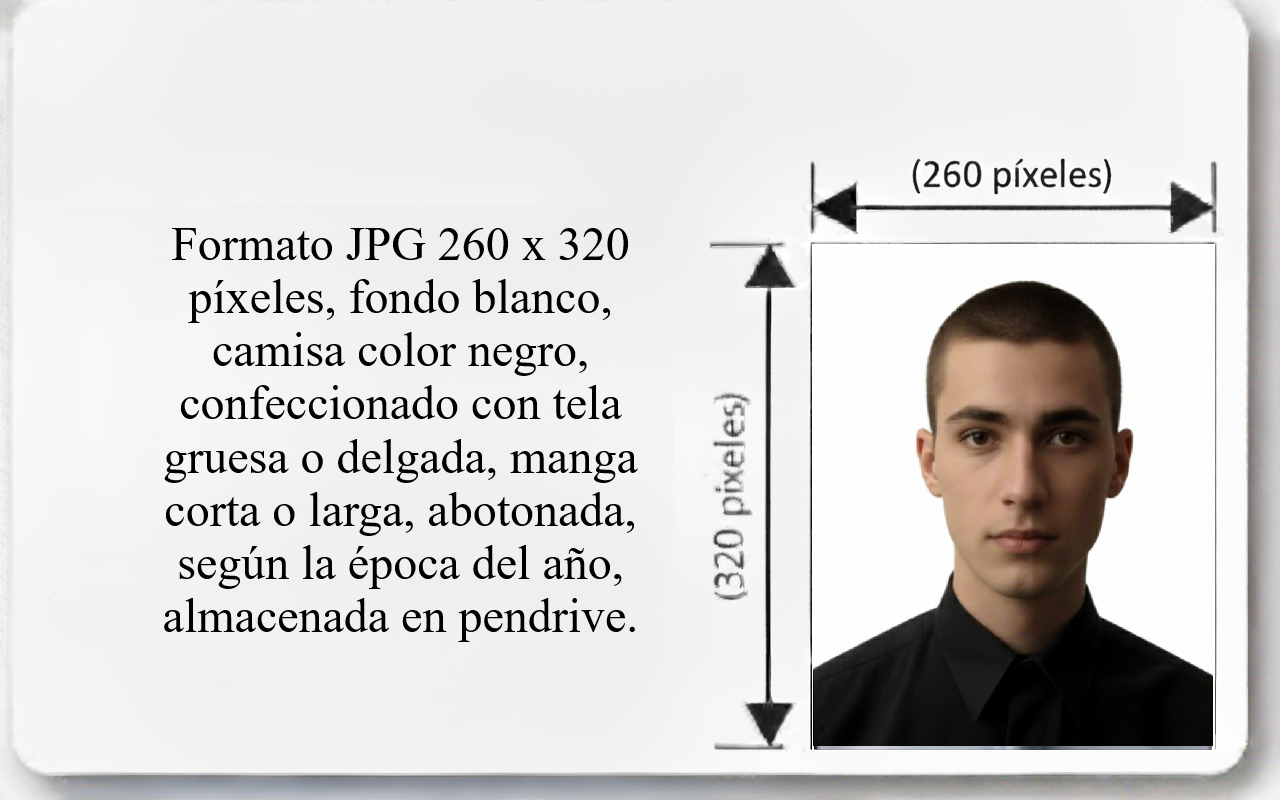 Formato JPG 260 x 320
píxeles, fondo blanco,
camisa color negro,
confeccionado con tela
gruesa o delgada, manga
corta o larga, abotonada,
según la época del año,
almacenada en pendrive.
(260 píxeles)
(320 píxeles)